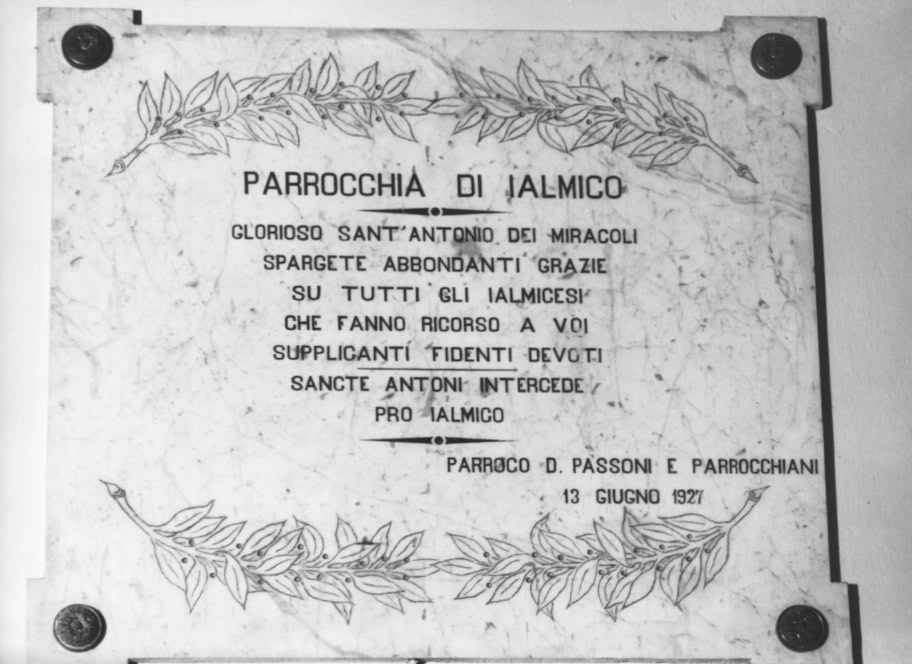 PARROCCHIA DI IALMICO
GLORIOSO SANT'ANTONIO DEI MIRACOLI
SPARGETE ABBONDANTI GRAZIE
SU TUTTI GLI IALMICESI
CHE FANNO RICORSO A VOI
SUPPLICANTI FIDENTI DEVOTI
SANCTE ANTONI INTERCEDE
PRO IALMICO
PARROCO D. PASSONI E PARROCCHIANI
13 GIUGNO 1927